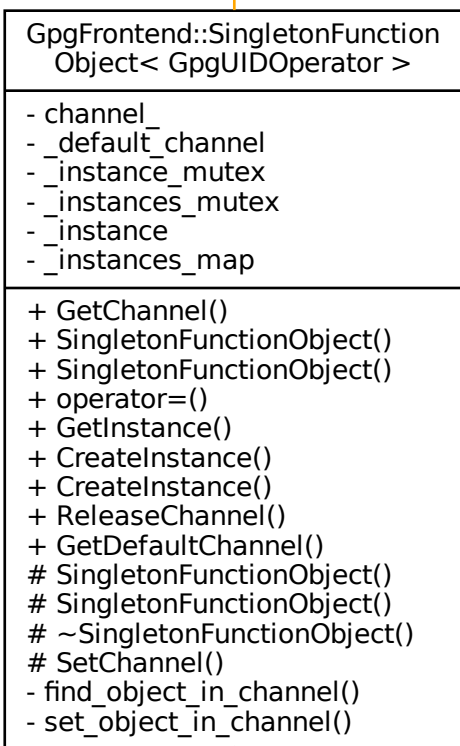 GpgFrontend::SingletonFunction
Object< GpgUIDOperator >
- channel_
- _default_channel
- _instance_mutex
- _instances_mutex
- _instance
- _instances_map
+ GetChannel()
+ SingletonFunctionObject()
+ SingletonFunctionObject()
+ operator=()
+ GetInstance()
+ CreateInstance()
+ CreateInstance()
+ ReleaseChannel()
+ GetDefaultChannel()
# SingletonFunctionObject()
# SingletonFunctionObject()
# ~SingletonFunctionObject()
# SetChannel()
- find_object_in_channel()
- set_object_in_channel()